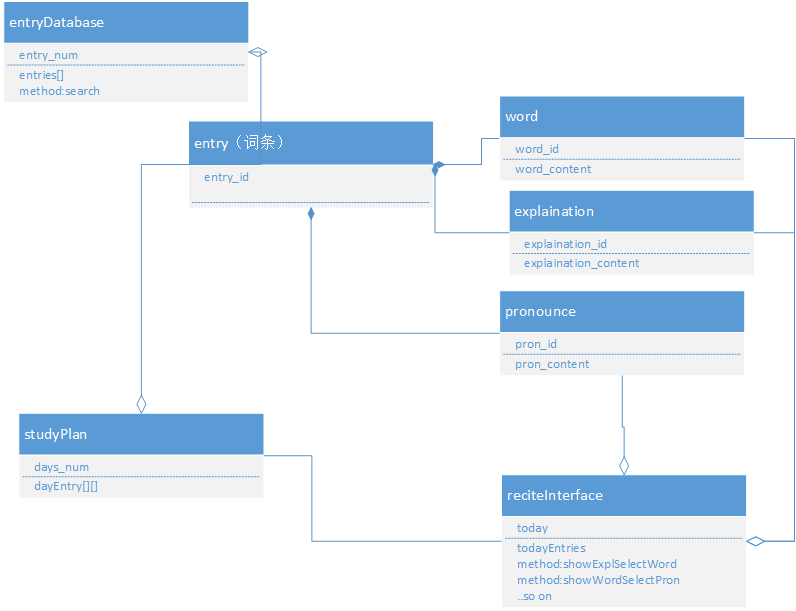 entryDatabase
entry_num
entries[]
method:search
entry（词条）
entry_id
word
word_id
word_content
explaination
explaination_id
explaination_content
pronounce
pron_id
pron_content
studyPlan
days_num
dayEntry[][]
reciteInterface
today
todayEntries
method:showExplSelectWord
method:showWordSelectPron
..so on